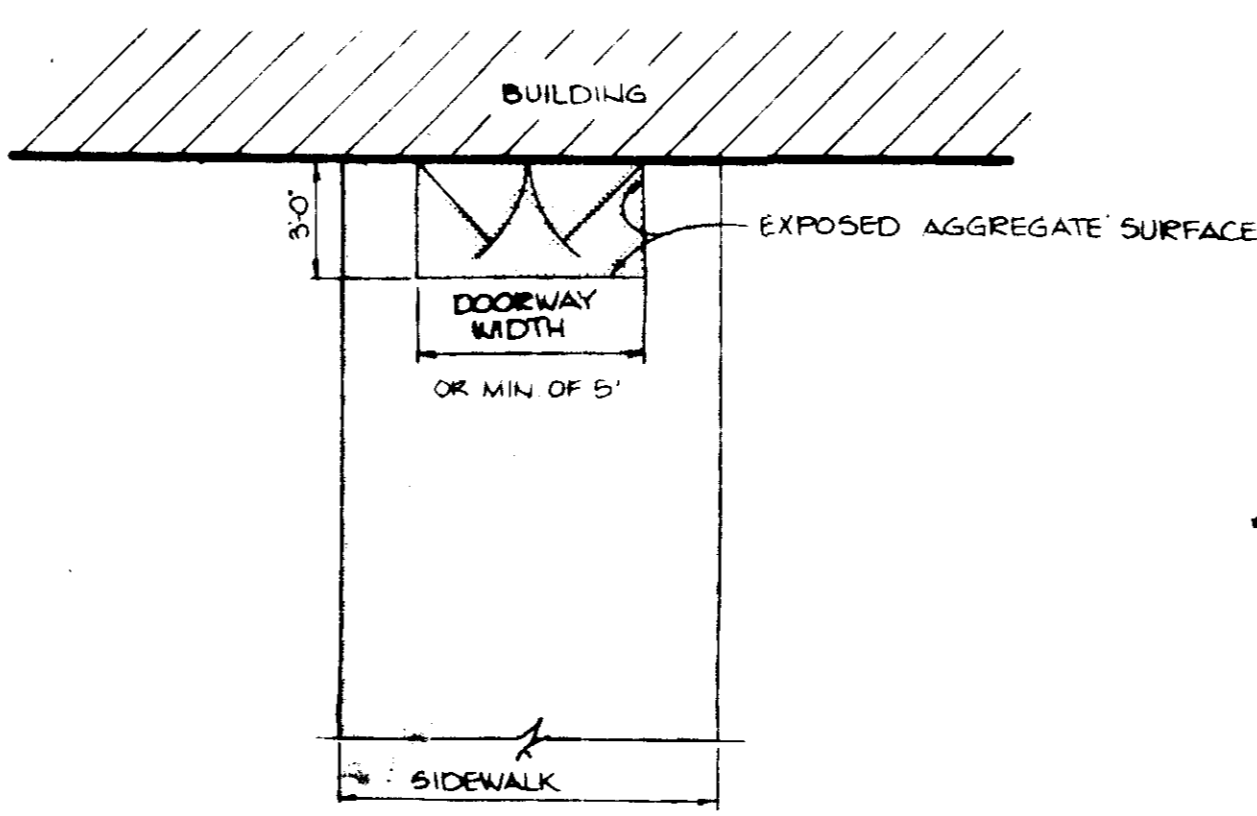 BUILDING
3'-0"
EXPOSED AGGREGATE SURFACE
DOORWAY
WIDTH
OR MIN. OF 5'
SIDEWALK